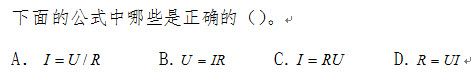 下面的公式中哪些是正确的（）。
A. I=U/R B. U=IR C. I=RU D. R=UI